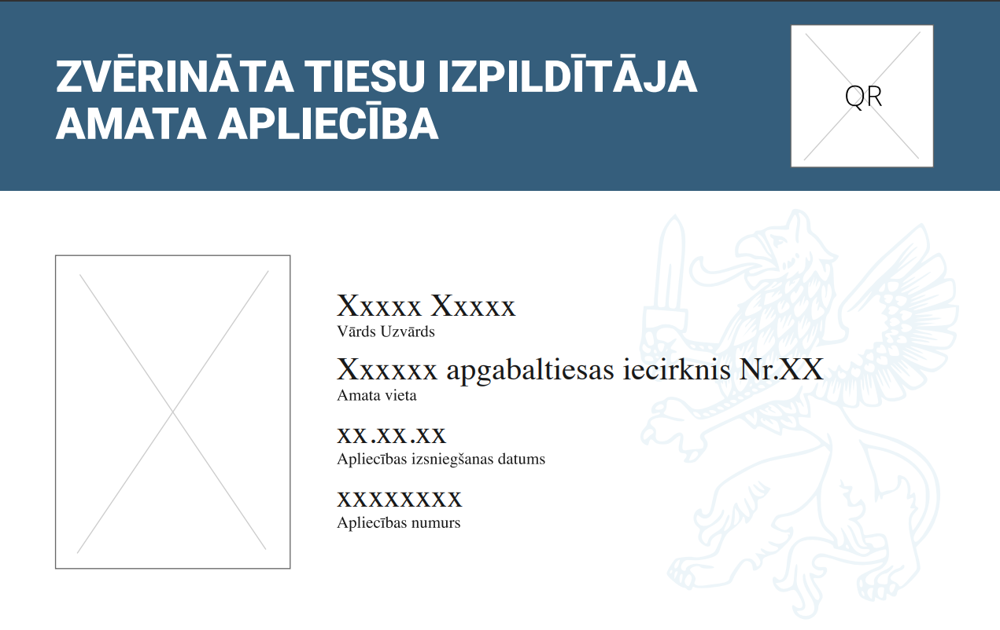 ZVĒRINĀTA TIESU IZPILDĪTĀJA
AMATA APLIECĪBA
QR
Xxxxx Xxxxx
Vārds Uzvārds
Xxxxxx apgabaltiesas iecirknis Nr.XX
Amata vieta
xx.xx.xx
Apliecības izsniegšanas datums
xxxxxxxx
Apliecības numurs